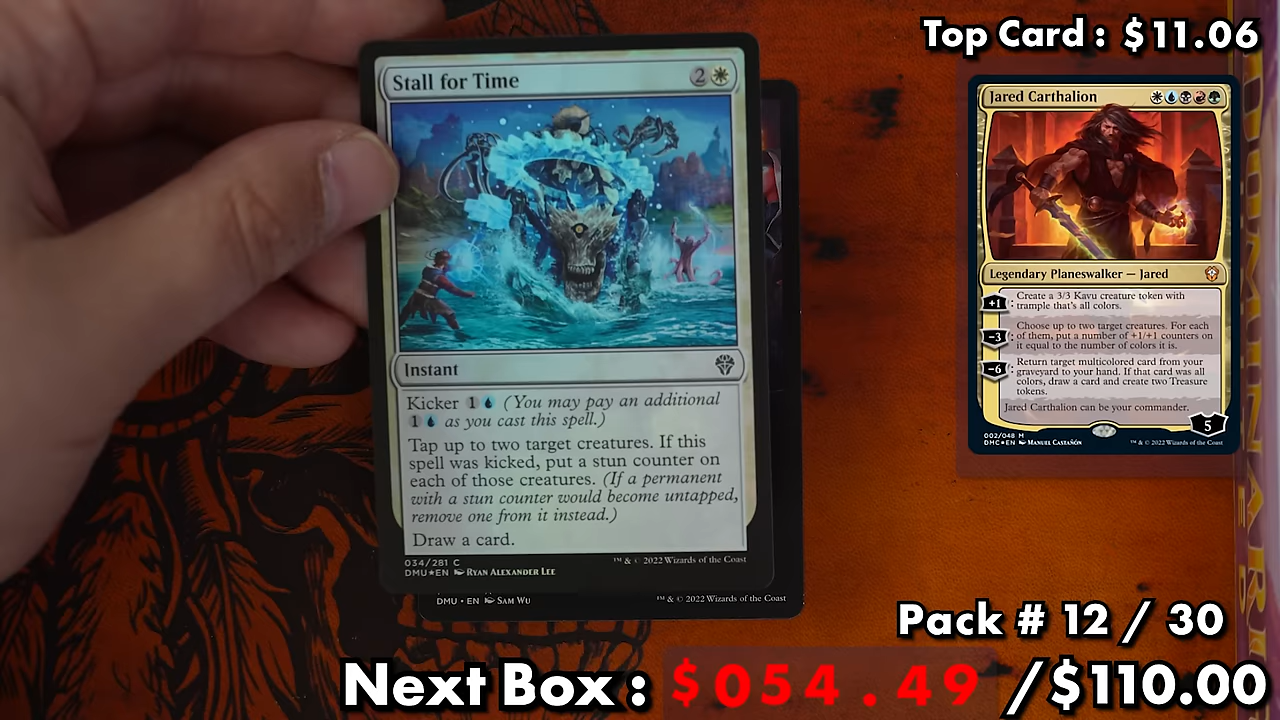 Top Card : $11.06
Stall for Time 2
Instant
Kicker 1 (You may pay an additional
1 as you cast this spell.)
Tap up to two target creatures. If this
spell was kicked, put a stun counter on
each of those creatures. (If a permanent
with a stun counter would become untapped,
remove one from it instead.)
Draw a card.
034/281 C
DMU★EN Ryan Alexander Lee
™ & © 2022 Wizards of the Coast
DMU • EN Sam Wu
™ & © 2022 Wizards of the Coast
Jared Carthalion
Legendary Planeswalker — Jared
+1: Create a 3/3 Kavu creature token with
trample that's all colors.
-3: Choose up to two target creatures. For each
of them, put a number of +1/+1 counters on
it equal to the number of colors it is.
-6: Return target multicolored card from your
graveyard to your hand. If that card was all
colors, draw a card and create two Treasure
tokens.
Jared Carthalion can be your commander.
5
002/048 M
DMC★EN Manuel Castañón
™ & © 2022 Wizards of the Coast
Pack # 12 / 30
Next Box : $054.49 /$110.00